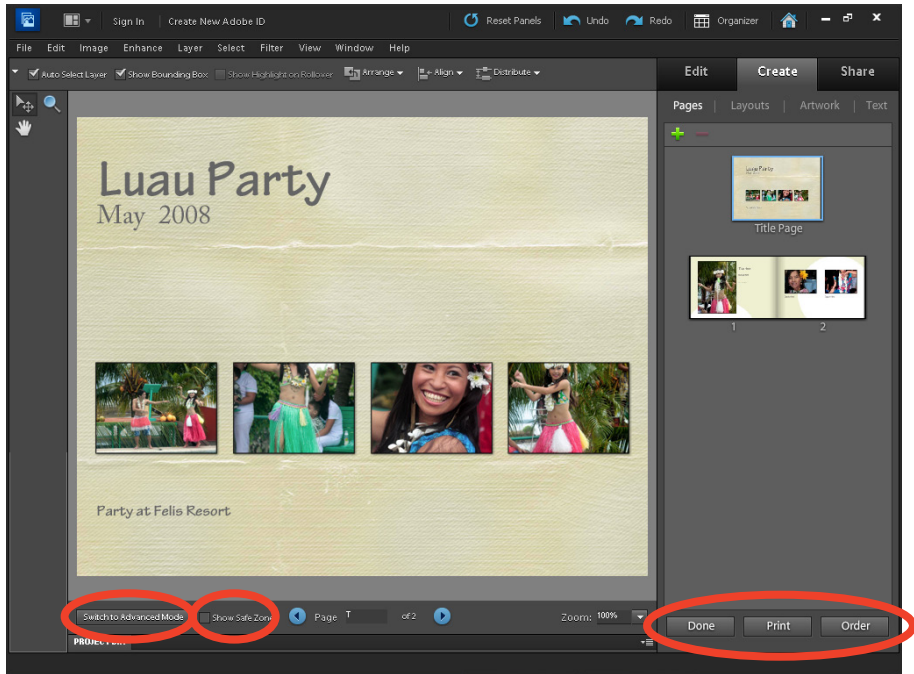 Sign In Create New Adobe ID Reset Panels Undo Redo Organizer
File Edit Image Enhance Layer Select Filter View Window Help
Auto Select Layer Show Bounding Box Show Highlight on Rollover Arrange Align Distribute
Edit Create Share
Pages Layouts Artwork Text
Luau Party
May 2008
Title Page
1 2
Party at Felis Resort
Switch to Advanced Mode Show Safe Zone Page T of 2 Zoom: 100%
Done Print Order